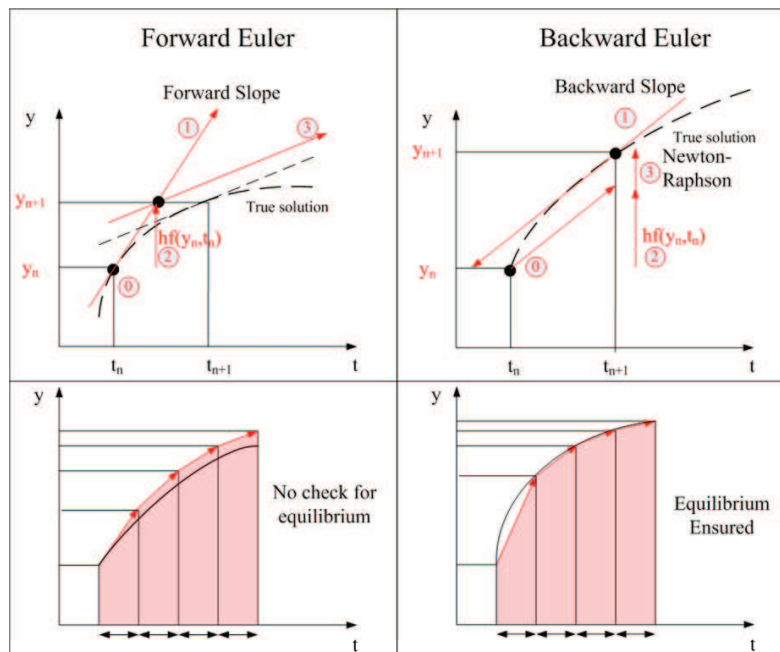 Forward Euler
Forward Slope
y
①
③
y_{n+1}
True solution
hf(y_n,t_n)
②
y_n
⓪
t_n
t_{n+1}
t
Backward Euler
Backward Slope
y
①
True solution
y_{n+1}
Newton-
Raphson
③
hf(y_n,t_n)
②
y_n
⓪
t_n
t_{n+1}
t
y
No check for
equilibrium
t
y
Equilibrium
Ensured
t